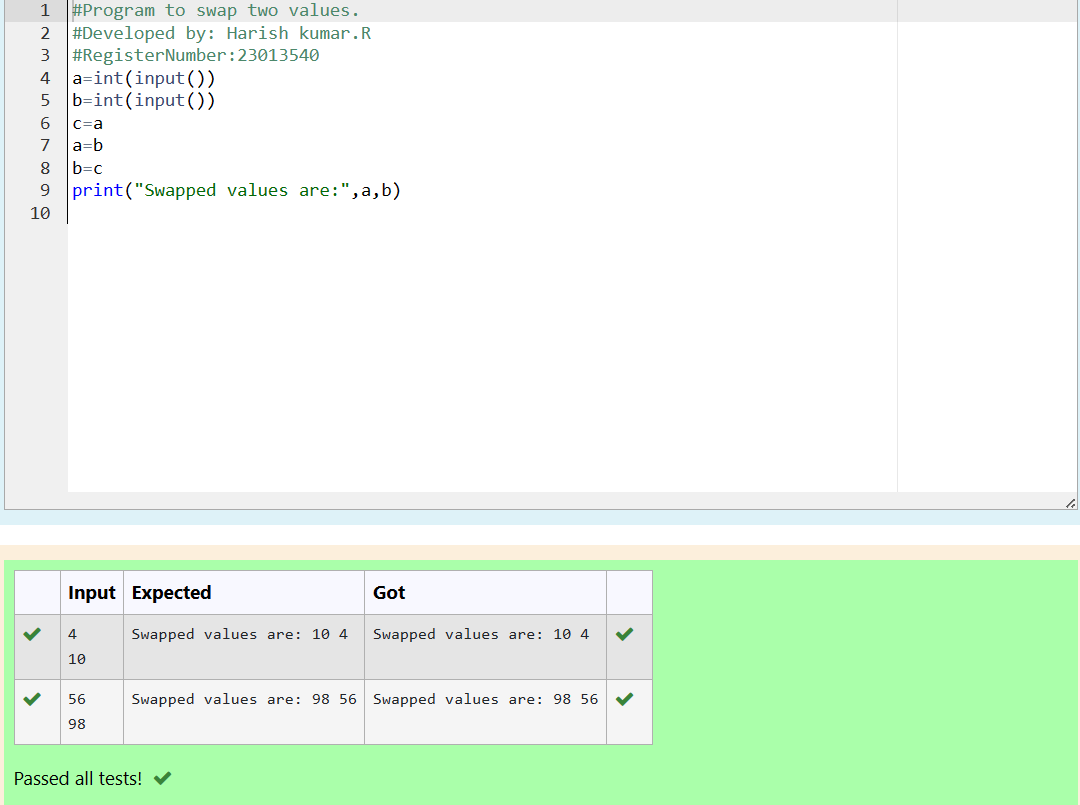 1 #Program to swap two values.
2 #Developed by: Harish kumar.R
3 #RegisterNumber:23013540
4 a=int(input())
5 b=int(input())
6 c=a
7 a=b
8 b=c
9 print("Swapped values are:",a,b)
10
Input Expected Got
4 Swapped values are: 10 4 Swapped values are: 10 4
10
56 Swapped values are: 98 56 Swapped values are: 98 56
98
Passed all tests!